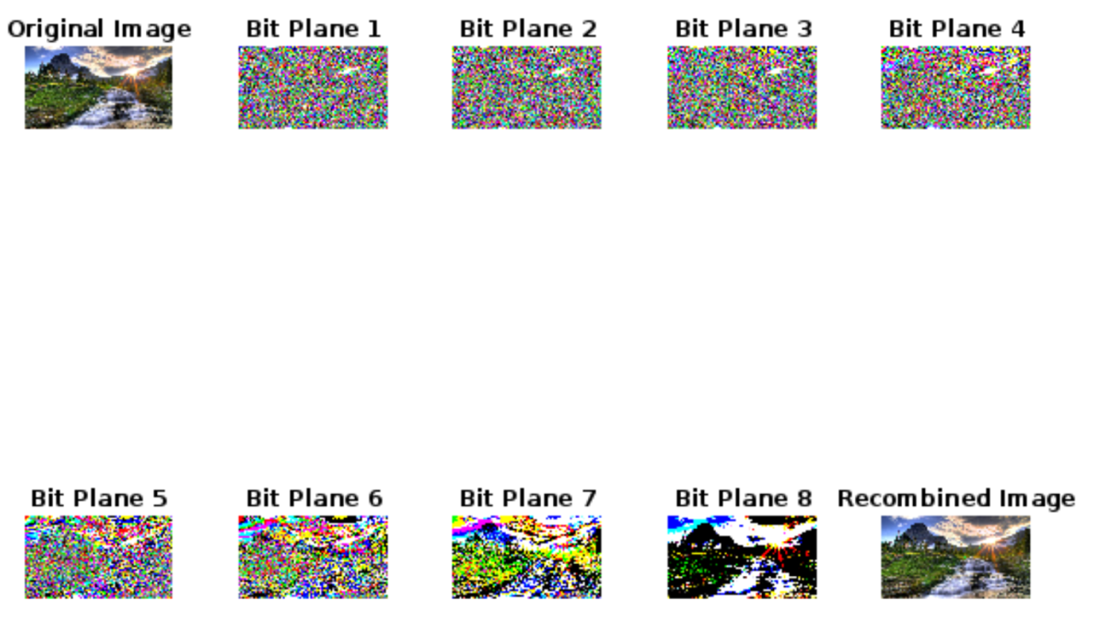 Original Image
Bit Plane 1
Bit Plane 2
Bit Plane 3
Bit Plane 4
Bit Plane 5
Bit Plane 6
Bit Plane 7
Bit Plane 8
Recombined Image